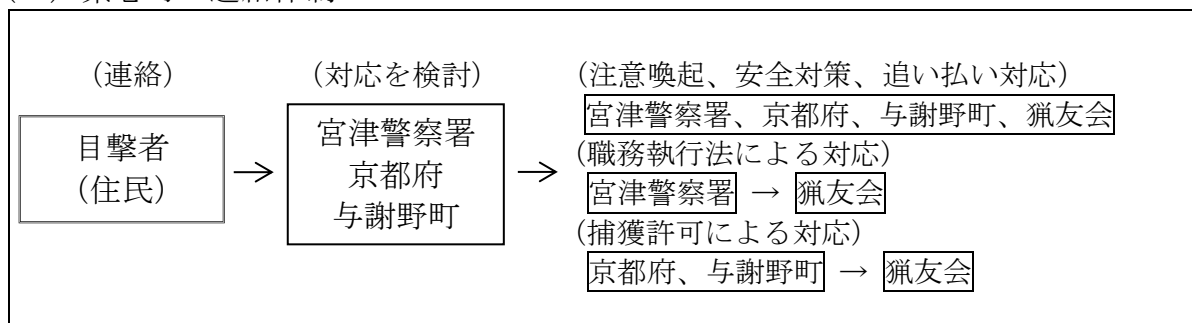 (連絡)
目撃者
(住民)
→
(対応を検討)
宮津警察署
京都府
与謝野町
→
(注意喚起、安全対策、追い払い対応)
宮津警察署、京都府、与謝野町、猟友会
(職務執行法による対応)
宮津警察署 → 猟友会
(捕獲許可による対応)
京都府、与謝野町 → 猟友会